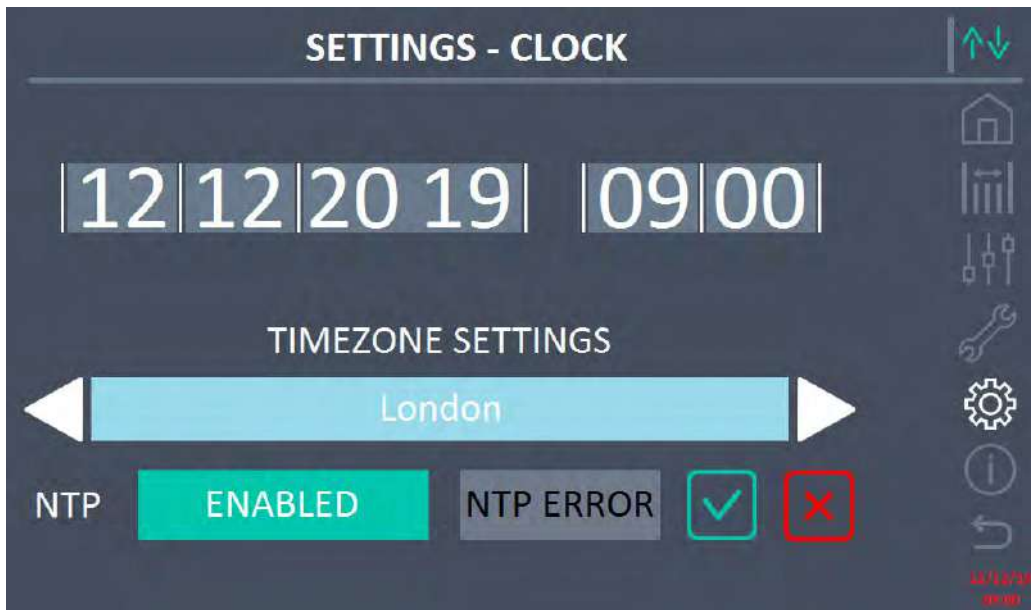 SETTINGS - CLOCK
12 12 20 19 09 00
TIMEZONE SETTINGS
London
NTP ENABLED NTP ERROR